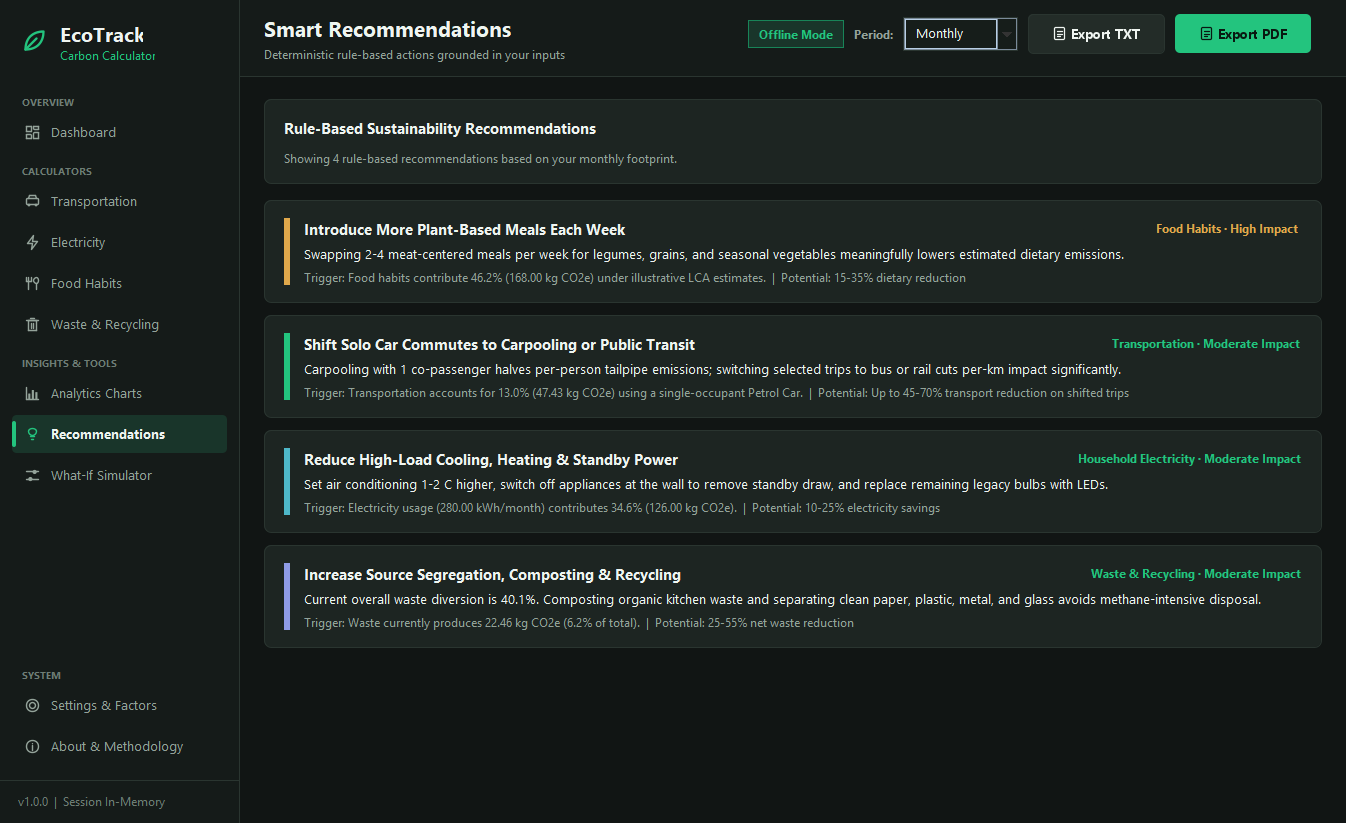 EcoTrack
Carbon Calculator
OVERVIEW
Dashboard
CALCULATORS
Transportation
Electricity
Food Habits
Waste & Recycling
INSIGHTS & TOOLS
Analytics Charts
Recommendations
What-If Simulator
SYSTEM
Settings & Factors
About & Methodology
v1.0.0 | Session In-Memory
Smart Recommendations
Deterministic rule-based actions grounded in your inputs
Offline Mode
Period:
Monthly
Export TXT
Export PDF
Rule-Based Sustainability Recommendations
Showing 4 rule-based recommendations based on your monthly footprint.
Introduce More Plant-Based Meals Each Week
Food Habits · High Impact
Swapping 2-4 meat-centered meals per week for legumes, grains, and seasonal vegetables meaningfully lowers estimated dietary emissions.
Trigger: Food habits contribute 46.2% (168.00 kg CO2e) under illustrative LCA estimates. | Potential: 15-35% dietary reduction
Shift Solo Car Commutes to Carpooling or Public Transit
Transportation · Moderate Impact
Carpooling with 1 co-passenger halves per-person tailpipe emissions; switching selected trips to bus or rail cuts per-km impact significantly.
Trigger: Transportation accounts for 13.0% (47.43 kg CO2e) using a single-occupant Petrol Car. | Potential: Up to 45-70% transport reduction on shifted trips
Reduce High-Load Cooling, Heating & Standby Power
Household Electricity · Moderate Impact
Set air conditioning 1-2 C higher, switch off appliances at the wall to remove standby draw, and replace remaining legacy bulbs with LEDs.
Trigger: Electricity usage (280.00 kWh/month) contributes 34.6% (126.00 kg CO2e). | Potential: 10-25% electricity savings
Increase Source Segregation, Composting & Recycling
Waste & Recycling · Moderate Impact
Current overall waste diversion is 40.1%. Composting organic kitchen waste and separating clean paper, plastic, metal, and glass avoids methane-intensive disposal.
Trigger: Waste currently produces 22.46 kg CO2e (6.2% of total). | Potential: 25-55% net waste reduction